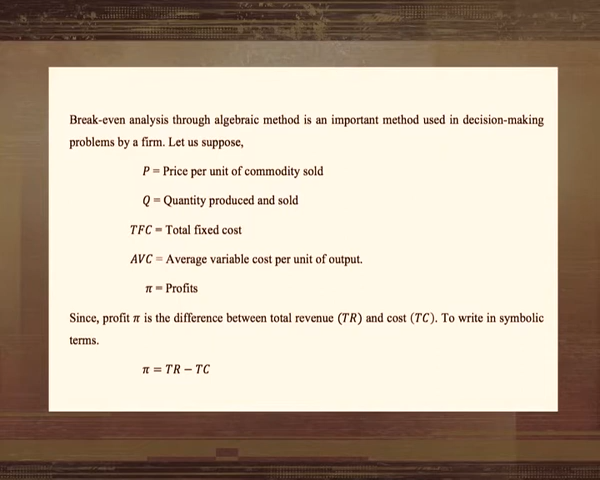 Break-even analysis through algebraic method is an important method used in decision-making
problems by a firm. Let us suppose,
P = Price per unit of commodity sold
Q = Quantity produced and sold
TFC = Total fixed cost
AVC = Average variable cost per unit of output.
π = Profits
Since, profit π is the difference between total revenue (TR) and cost (TC). To write in symbolic
terms.
π = TR − TC